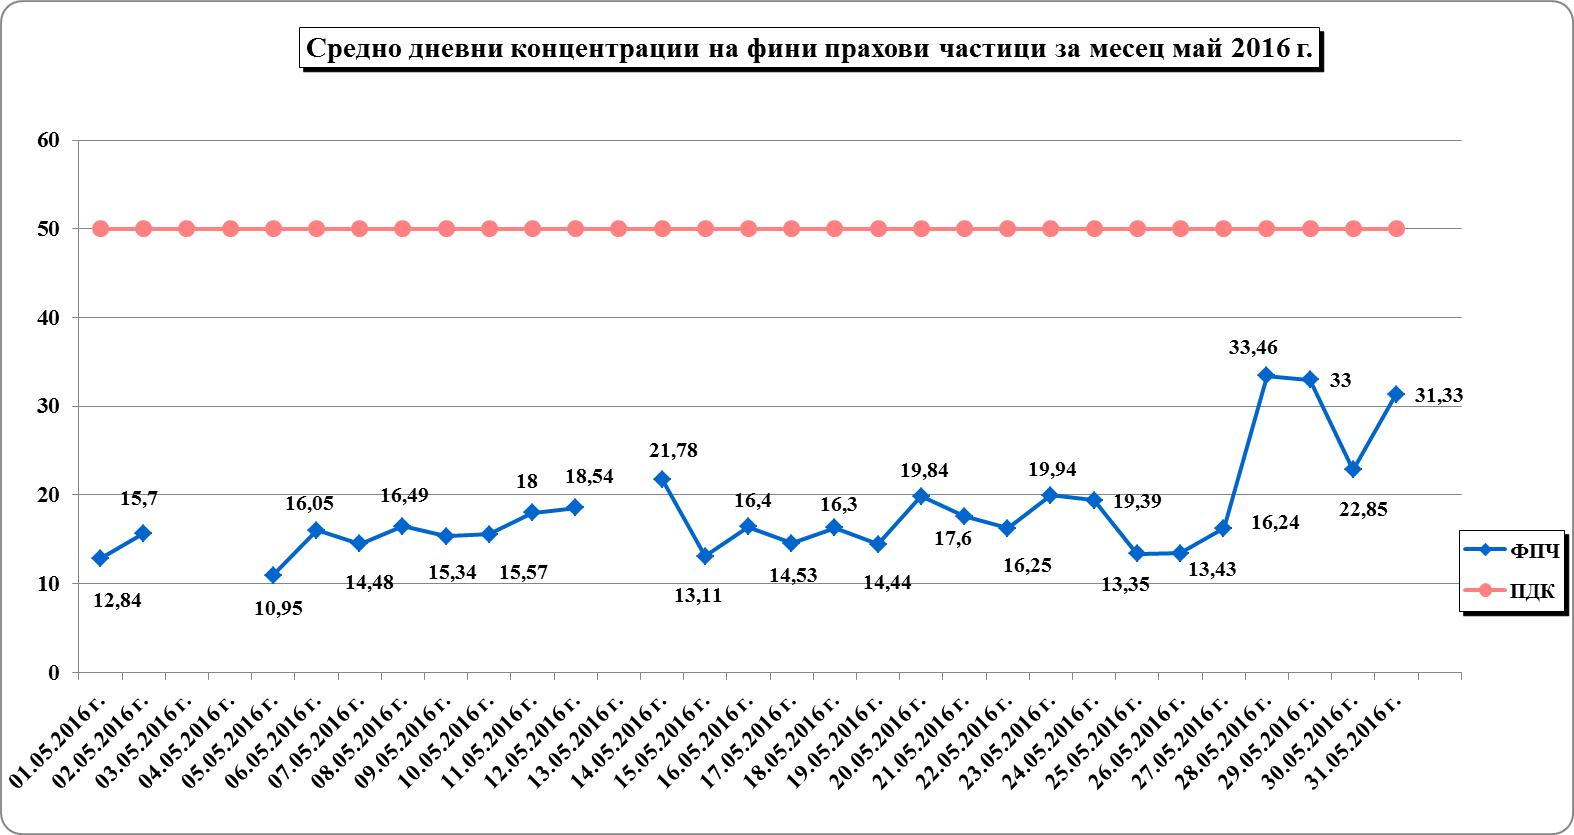 Средно дневни концентрации на фини прахови частици за месец май 2016 г.
60
50
40
30
20
10
0
12,84
15,7
10,95
16,05
14,48
16,49
15,34
15,57
18
18,54
21,78
13,11
16,4
14,53
16,3
14,44
19,84
17,6
16,25
19,94
19,39
13,35
13,43
16,24
33,46
33
22,85
31,33
ФПЧ
ПДК
01.05.2016 г.
02.05.2016 г.
03.05.2016 г.
04.05.2016 г.
05.05.2016 г.
06.05.2016 г.
07.05.2016 г.
08.05.2016 г.
09.05.2016 г.
10.05.2016 г.
11.05.2016 г.
12.05.2016 г.
13.05.2016 г.
14.05.2016 г.
15.05.2016 г.
16.05.2016 г.
17.05.2016 г.
18.05.2016 г.
19.05.2016 г.
20.05.2016 г.
21.05.2016 г.
22.05.2016 г.
23.05.2016 г.
24.05.2016 г.
25.05.2016 г.
26.05.2016 г.
27.05.2016 г.
28.05.2016 г.
29.05.2016 г.
30.05.2016 г.
31.05.2016 г.